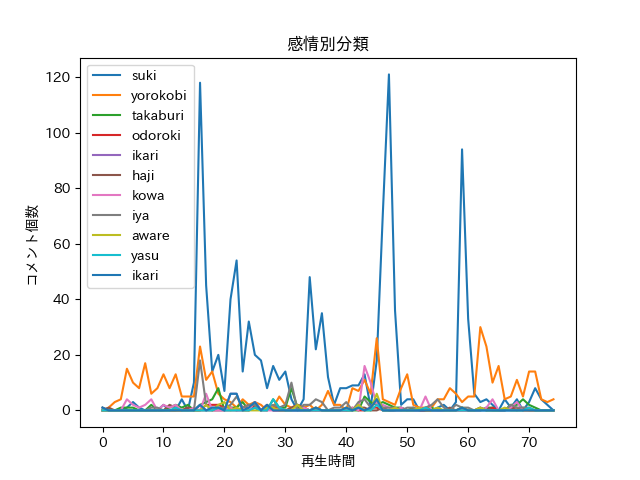 感情別分類
suki
yorokobi
takaburi
odoroki
ikari
haji
kowa
iya
aware
yasu
ikari
コメント個数
120
100
80
60
40
20
0
0 10 20 30 40 50 60 70
再生時間